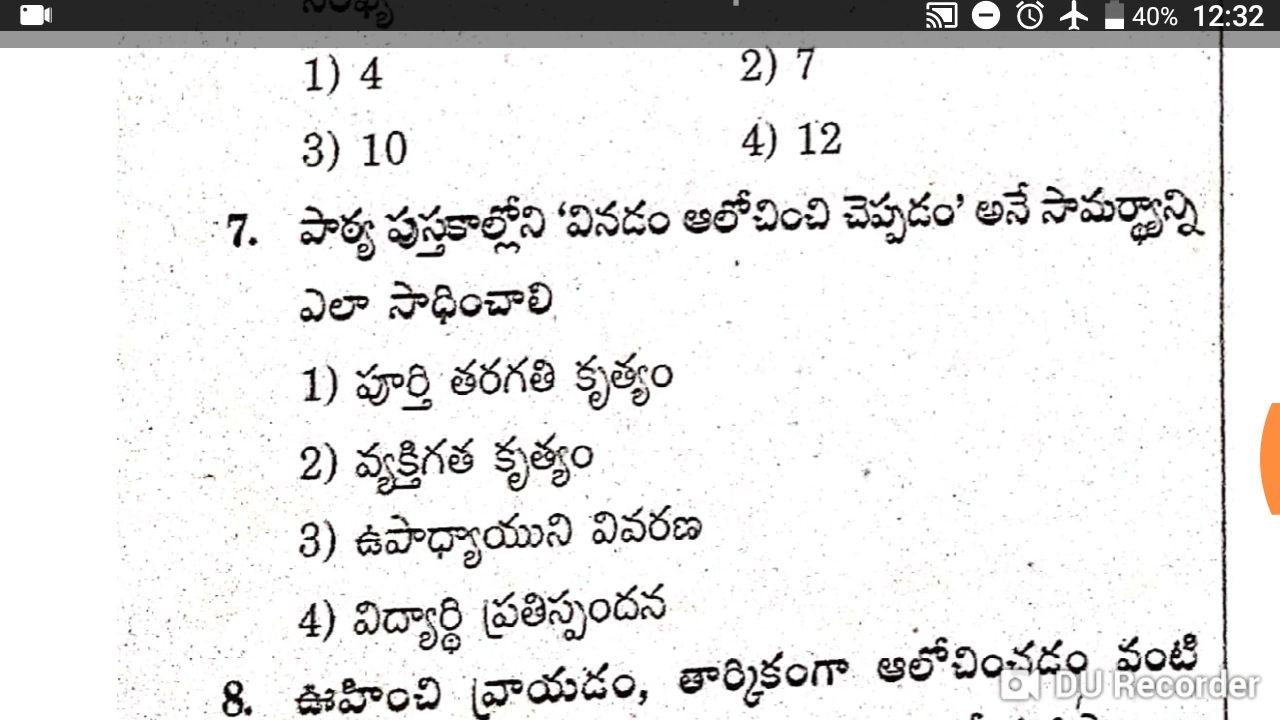 40% 12:32
సంఖ్య
1) 4 2) 7
3) 10 4) 12
7. పాఠ్య పుస్తకాల్లోని ‘వినడం ఆలోచించి చెప్పడం’ అనే సామర్థ్యాన్ని
ఎలా సాధించాలి
1) పూర్తి తరగతి కృత్యం
2) వ్యక్తిగత కృత్యం
3) ఉపాధ్యాయుని వివరణ
4) విద్యార్థి ప్రతిస్పందన
8. ఊహించి వ్రాయడం, తార్కికంగా ఆలోచించడం వంటి
DU Recorder